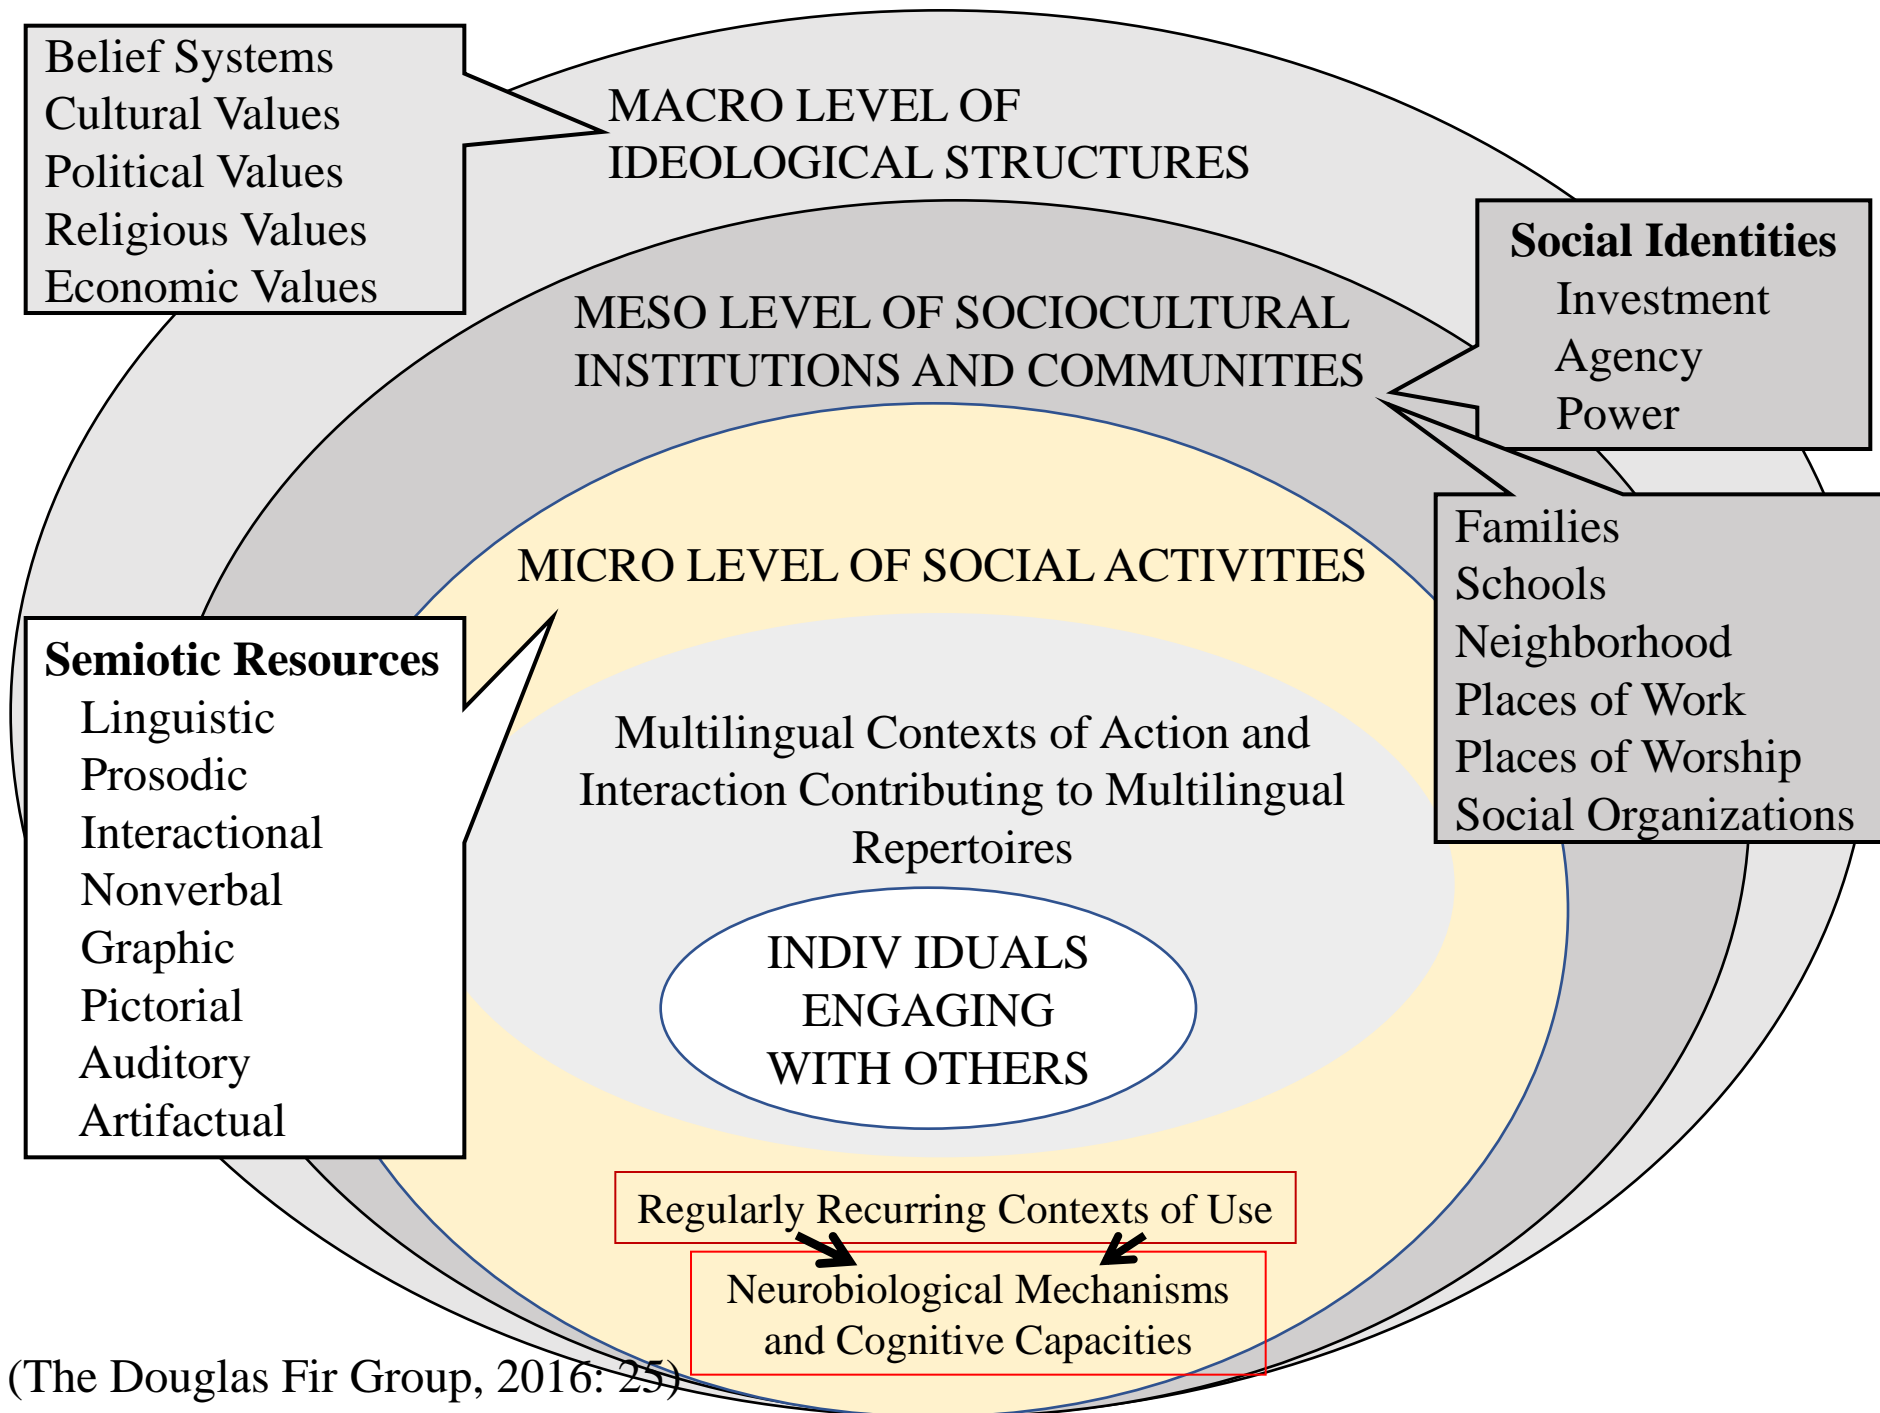 Belief Systems
Cultural Values
Political Values
Religious Values
Economic Values
MACRO LEVEL OF
IDEOLOGICAL STRUCTURES
Social Identities
Investment
Agency
Power
MESO LEVEL OF SOCIOCULTURAL
INSTITUTIONS AND COMMUNITIES
Families
Schools
Neighborhood
Places of Work
Places of Worship
Social Organizations
MICRO LEVEL OF SOCIAL ACTIVITIES
Semiotic Resources
Linguistic
Prosodic
Interactional
Nonverbal
Graphic
Pictorial
Auditory
Artifactual
Multilingual Contexts of Action and
Interaction Contributing to Multilingual
Repertoires
INDIV IDUALS
ENGAGING
WITH OTHERS
Regularly Recurring Contexts of Use
Neurobiological Mechanisms
and Cognitive Capacities
(The Douglas Fir Group, 2016: 25)